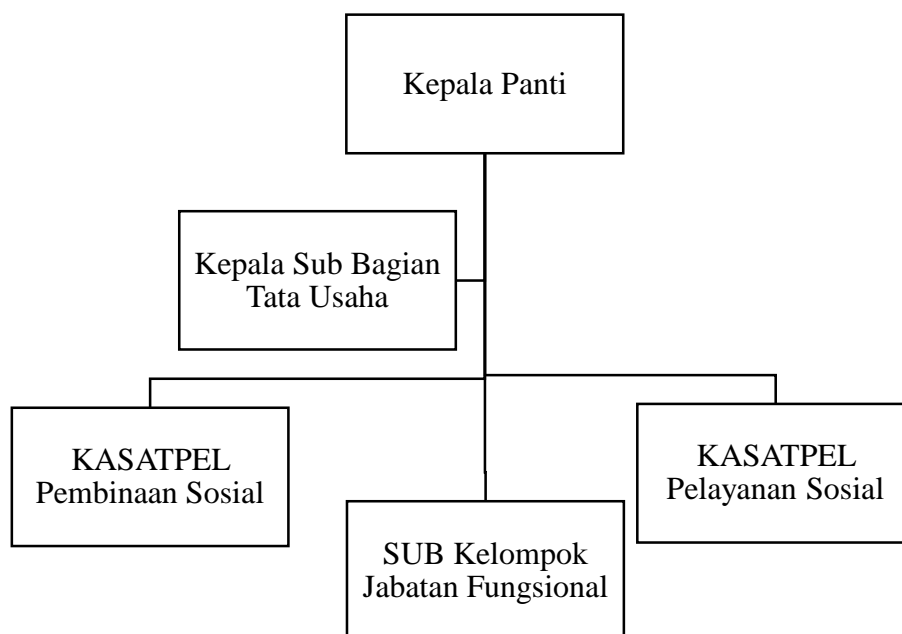 Kepala Panti
Kepala Sub Bagian
Tata Usaha
KASATPEL
Pembinaan Sosial
KASATPEL
Pelayanan Sosial
SUB Kelompok
Jabatan Fungsional